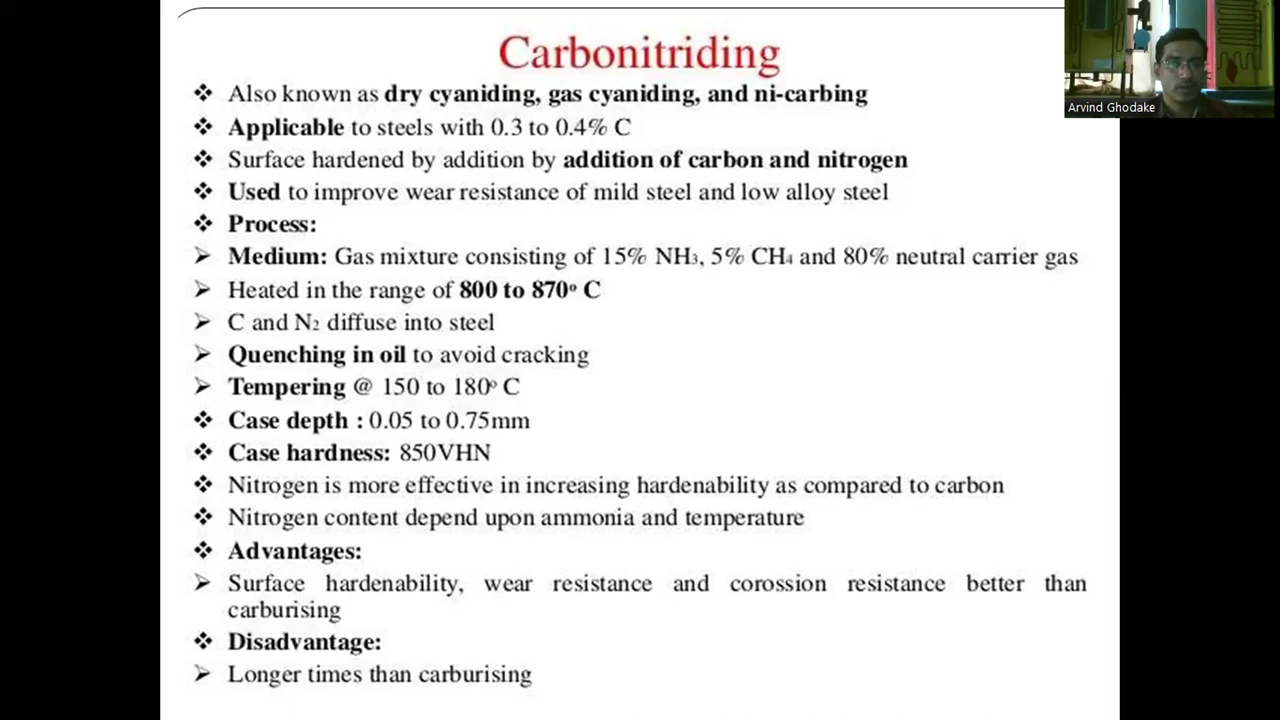 Carbonitriding
❖ Also known as dry cyaniding, gas cyaniding, and ni-carbing
❖ Applicable to steels with 0.3 to 0.4% C
❖ Surface hardened by addition by addition of carbon and nitrogen
❖ Used to improve wear resistance of mild steel and low alloy steel
❖ Process:
➢ Medium: Gas mixture consisting of 15% NH₃, 5% CH₄ and 80% neutral carrier gas
➢ Heated in the range of 800 to 870º C
➢ C and N₂ diffuse into steel
➢ Quenching in oil to avoid cracking
➢ Tempering @ 150 to 180º C
❖ Case depth : 0.05 to 0.75mm
❖ Case hardness: 850VHN
❖ Nitrogen is more effective in increasing hardenability as compared to carbon
❖ Nitrogen content depend upon ammonia and temperature
❖ Advantages:
➢ Surface hardenability, wear resistance and corossion resistance better than
carburising
❖ Disadvantage:
➢ Longer times than carburising
Arvind Ghodake